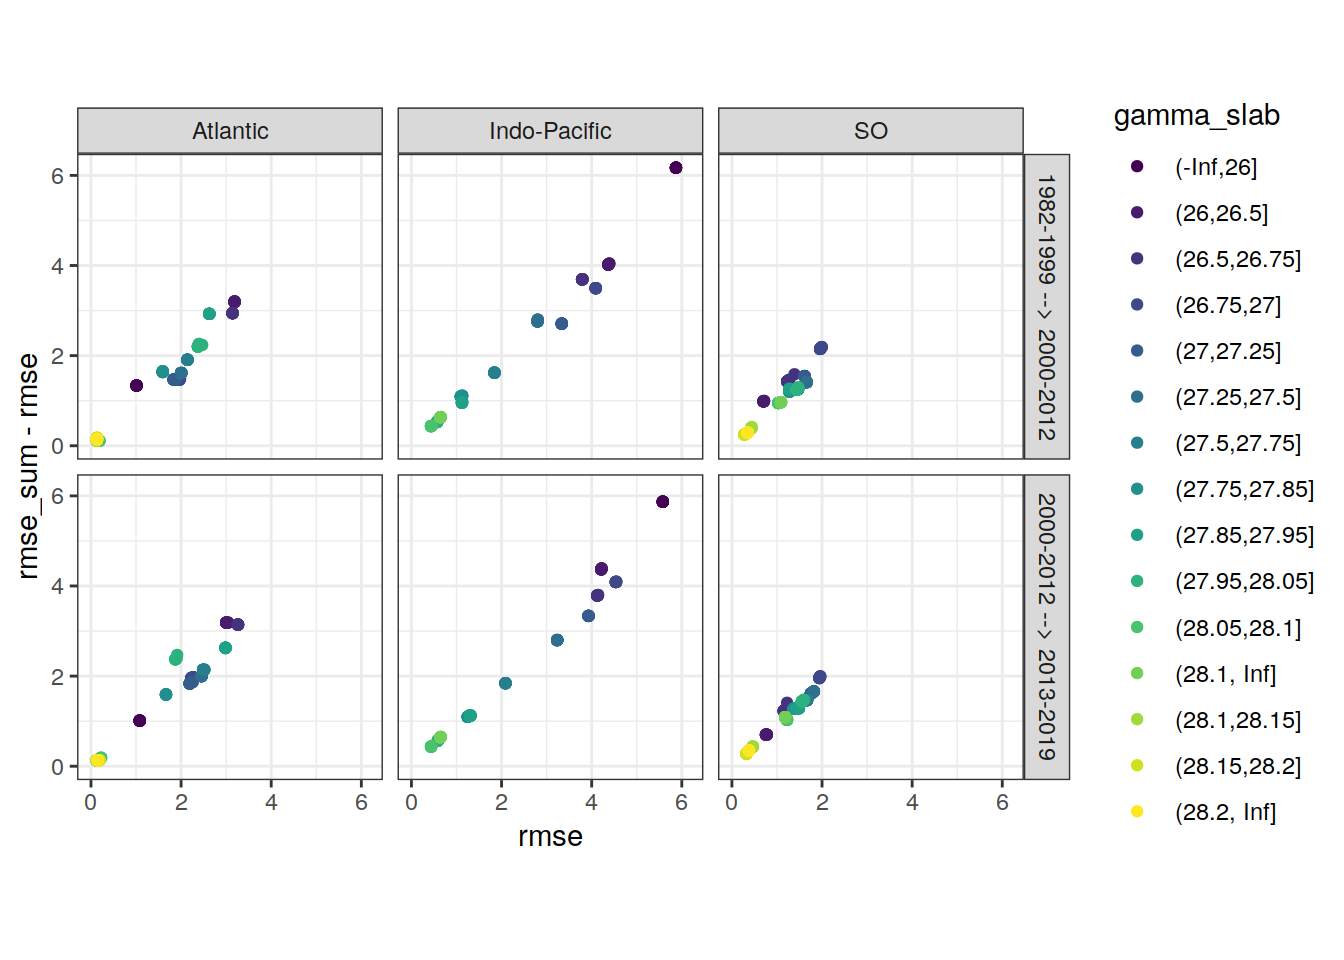 Atlantic
Indo-Pacific
SO
gamma_slab
(-Inf,26]
(26,26.5]
(26.5,26.75]
(26.75,27]
(27,27.25]
(27.25,27.5]
(27.5,27.75]
(27.75,27.85]
(27.85,27.95]
(27.95,28.05]
(28.05,28.1]
(28.1, Inf]
(28.1,28.15]
(28.15,28.2]
(28.2, Inf]
1982-1999 --> 2000-2012
2000-2012 --> 2013-2019
rmse_sum - rmse
6
4
2
0
6
4
2
0
0 2 4 6 0 2 4 6 0 2 4 6
rmse